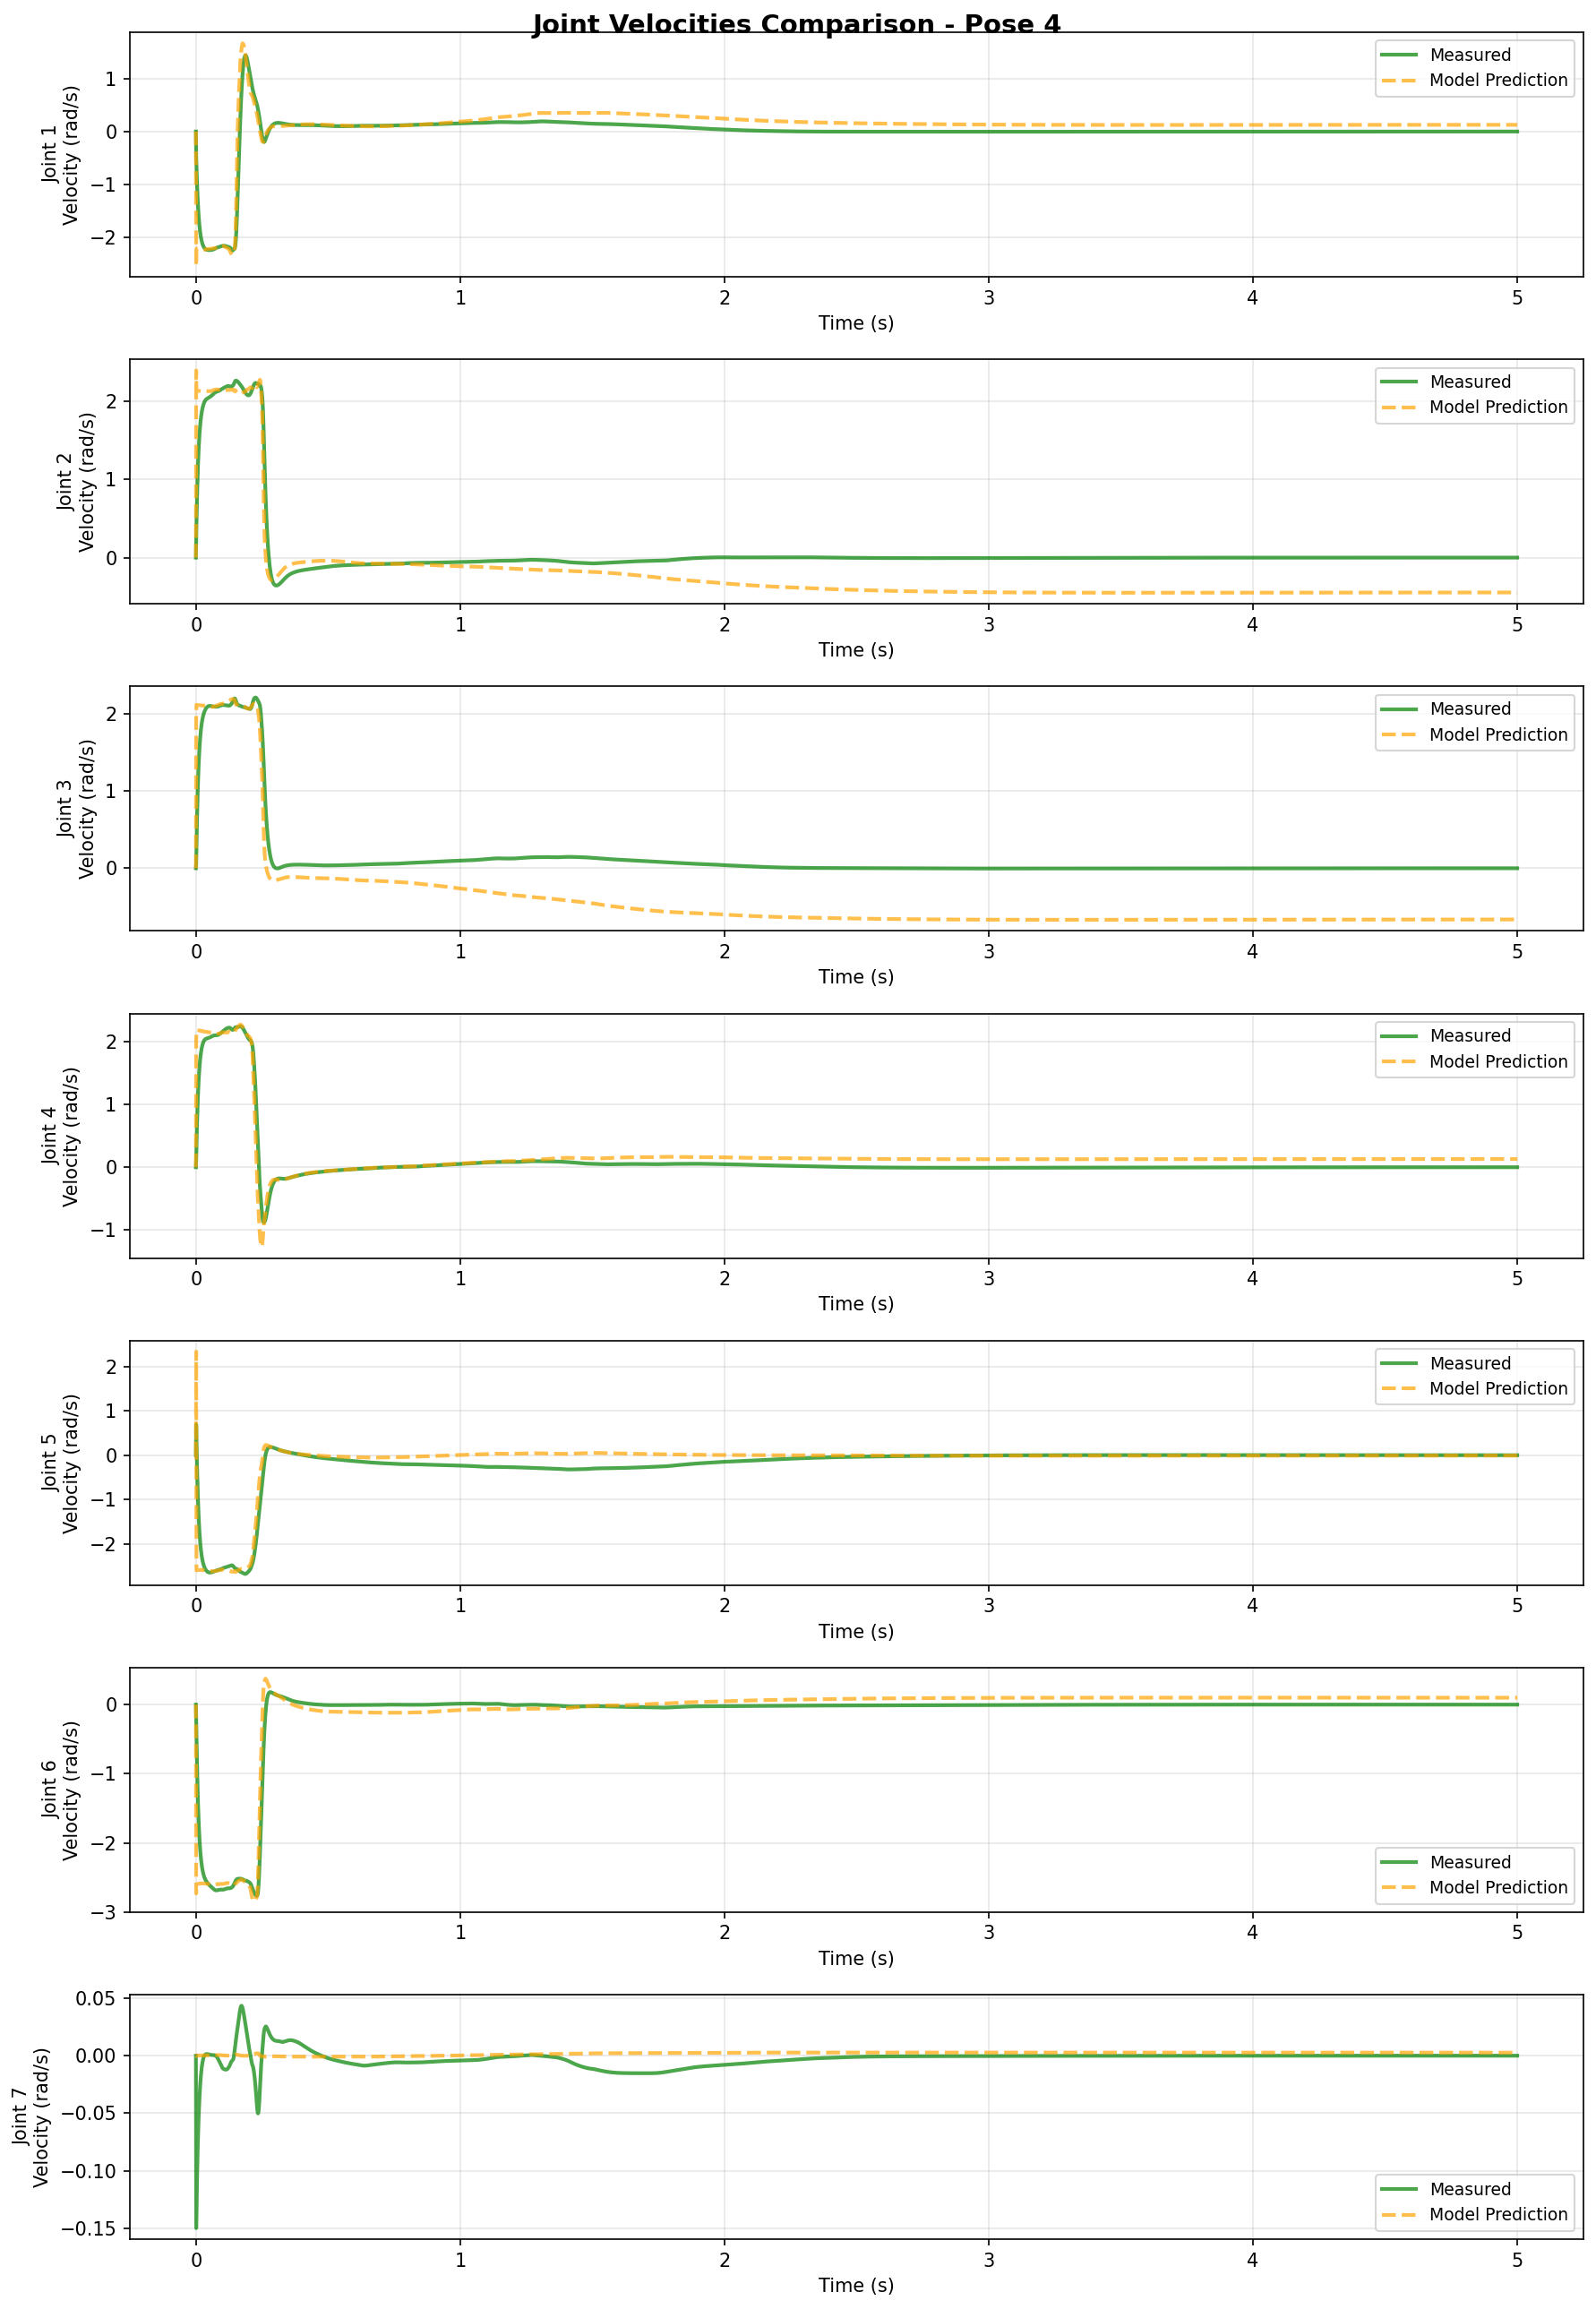 Joint Velocities Comparison - Pose 4
Joint 1
Velocity (rad/s)
1
0
−1
−2
Measured
Model Prediction
0 1 2 3 4 5
Time (s)
Joint 2
Velocity (rad/s)
2
1
0
Measured
Model Prediction
0 1 2 3 4 5
Time (s)
Joint 3
Velocity (rad/s)
2
1
0
Measured
Model Prediction
0 1 2 3 4 5
Time (s)
Joint 4
Velocity (rad/s)
2
1
0
−1
Measured
Model Prediction
0 1 2 3 4 5
Time (s)
Joint 5
Velocity (rad/s)
2
1
0
−1
−2
Measured
Model Prediction
0 1 2 3 4 5
Time (s)
Joint 6
Velocity (rad/s)
0
−1
−2
−3
Measured
Model Prediction
0 1 2 3 4 5
Time (s)
Joint 7
Velocity (rad/s)
0.05
0.00
−0.05
−0.10
−0.15
Measured
Model Prediction
0 1 2 3 4 5
Time (s)